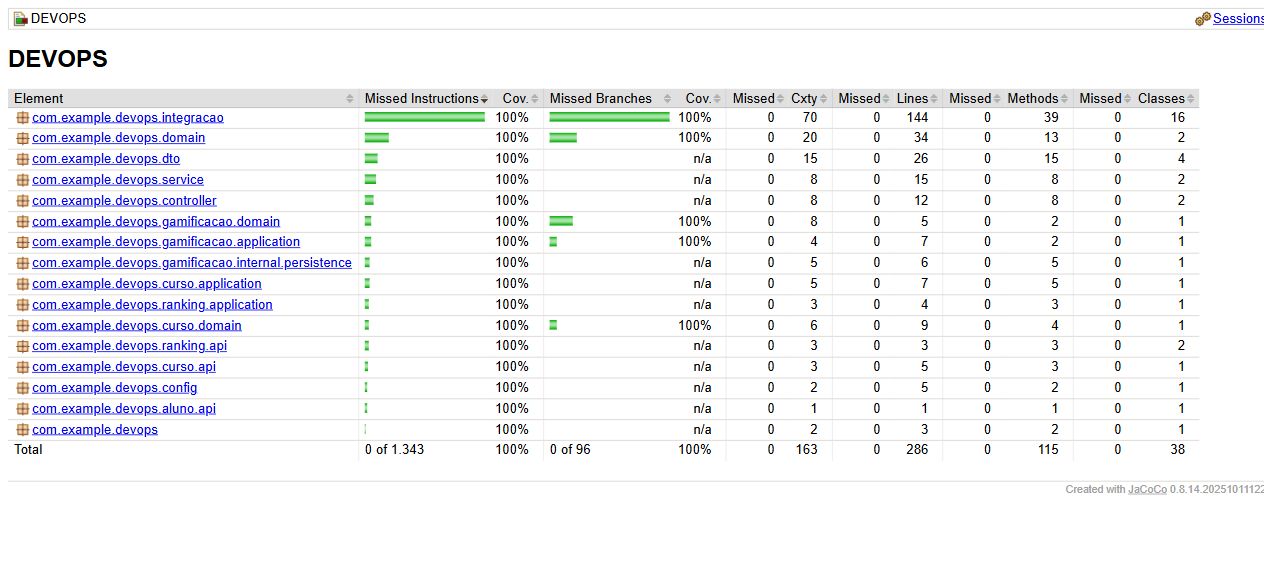 DEVOPS Sessions
DEVOPS
Element Missed Instructions Cov. Missed Branches Cov. Missed Cxty Missed Lines Missed Methods Missed Classes
com.example.devops.integracao 100% 100% 0 70 0 144 0 39 0 16
com.example.devops.domain 100% 100% 0 20 0 34 0 13 0 2
com.example.devops.dto 100% n/a 0 15 0 26 0 15 0 4
com.example.devops.service 100% n/a 0 8 0 15 0 8 0 2
com.example.devops.controller 100% n/a 0 8 0 12 0 8 0 2
com.example.devops.gamificacao.domain 100% 100% 0 8 0 5 0 2 0 1
com.example.devops.gamificacao.application 100% 100% 0 4 0 7 0 2 0 1
com.example.devops.gamificacao.internal.persistence 100% n/a 0 5 0 6 0 5 0 1
com.example.devops.curso.application 100% n/a 0 5 0 7 0 5 0 1
com.example.devops.ranking.application 100% n/a 0 3 0 4 0 3 0 1
com.example.devops.curso.domain 100% 100% 0 6 0 9 0 4 0 1
com.example.devops.ranking.api 100% n/a 0 3 0 3 0 3 0 2
com.example.devops.curso.api 100% n/a 0 3 0 5 0 3 0 1
com.example.devops.config 100% n/a 0 2 0 5 0 2 0 1
com.example.devops.aluno.api 100% n/a 0 1 0 1 0 1 0 1
com.example.devops 100% n/a 0 2 0 3 0 2 0 1
Total 0 of 1.343 100% 0 of 96 100% 0 163 0 286 0 115 0 38
Created with JaCoCo 0.8.14.20251011122